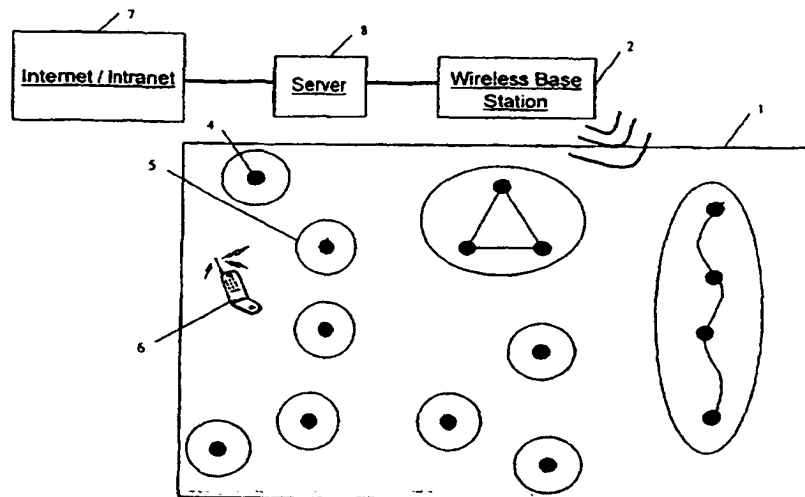 7
8
2
Internet / Intranet
Server
Wireless Base
Station
4
1
5
6